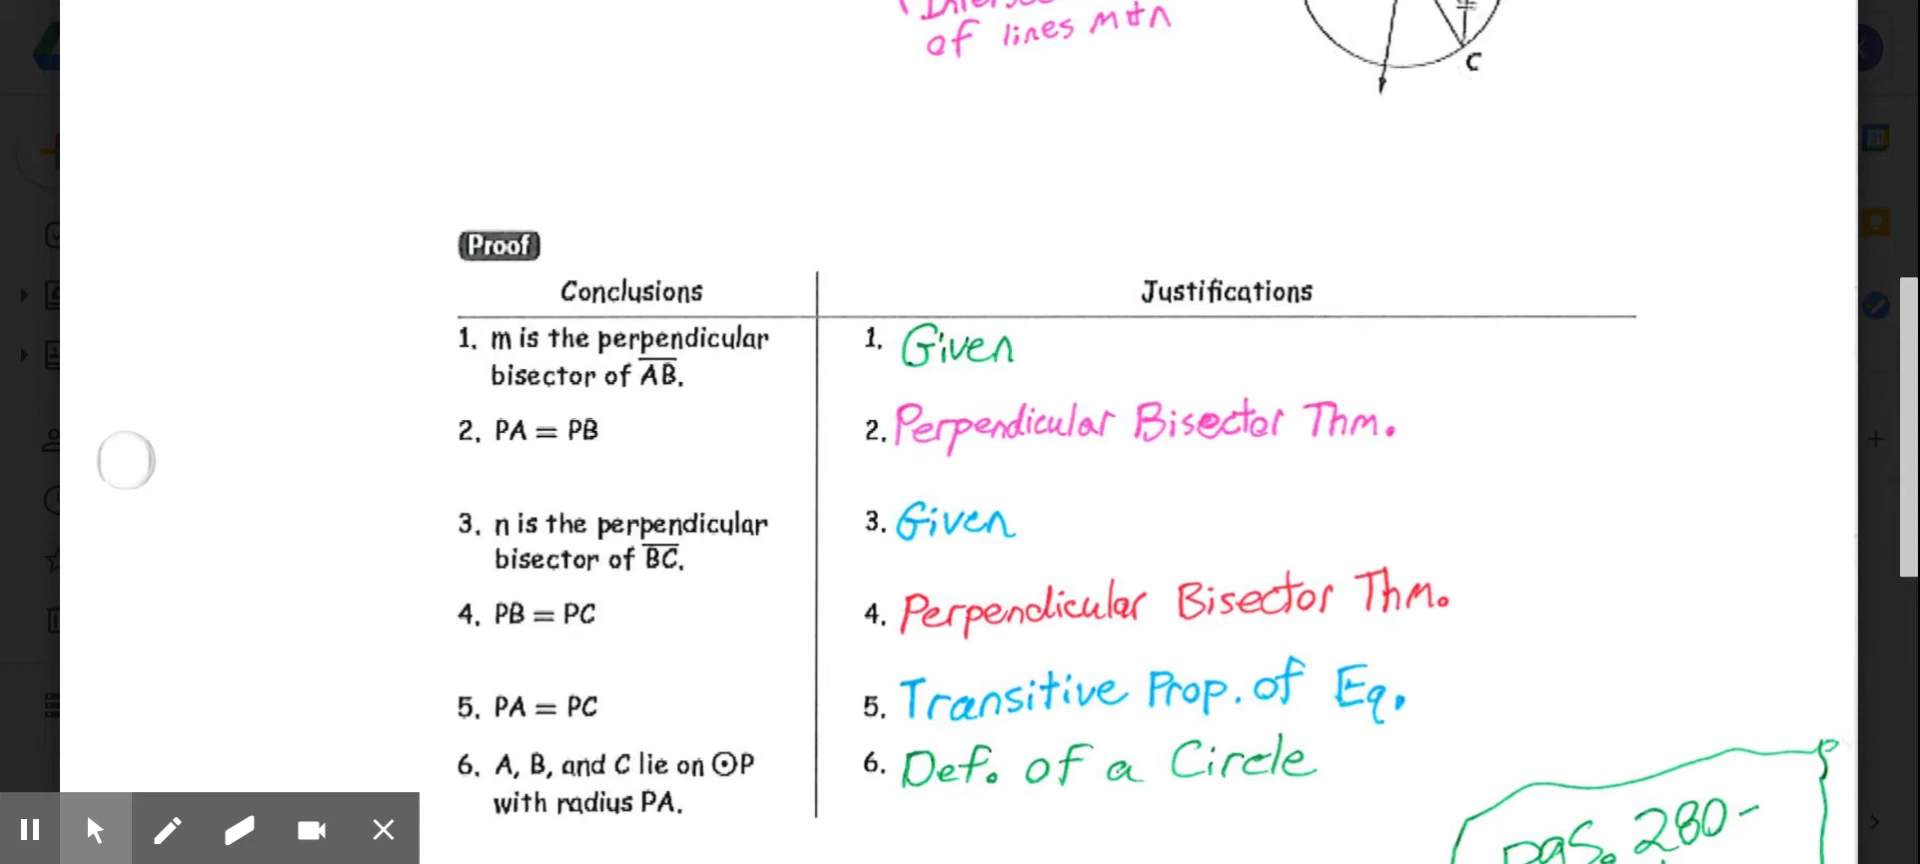 of lines m+n
C
Proof
Conclusions
Justifications
1. m is the perpendicular
bisector of AB.
1. Given
2. PA = PB
2. Perpendicular Bisector Thm.
3. n is the perpendicular
bisector of BC.
3. Given
4. PB = PC
4. Perpendicular Bisector Thm.
5. PA = PC
5. Transitive Prop. of Eq.
6. A, B, and C lie on ⊙P
with radius PA.
6. Def. of a Circle
pgs. 280-